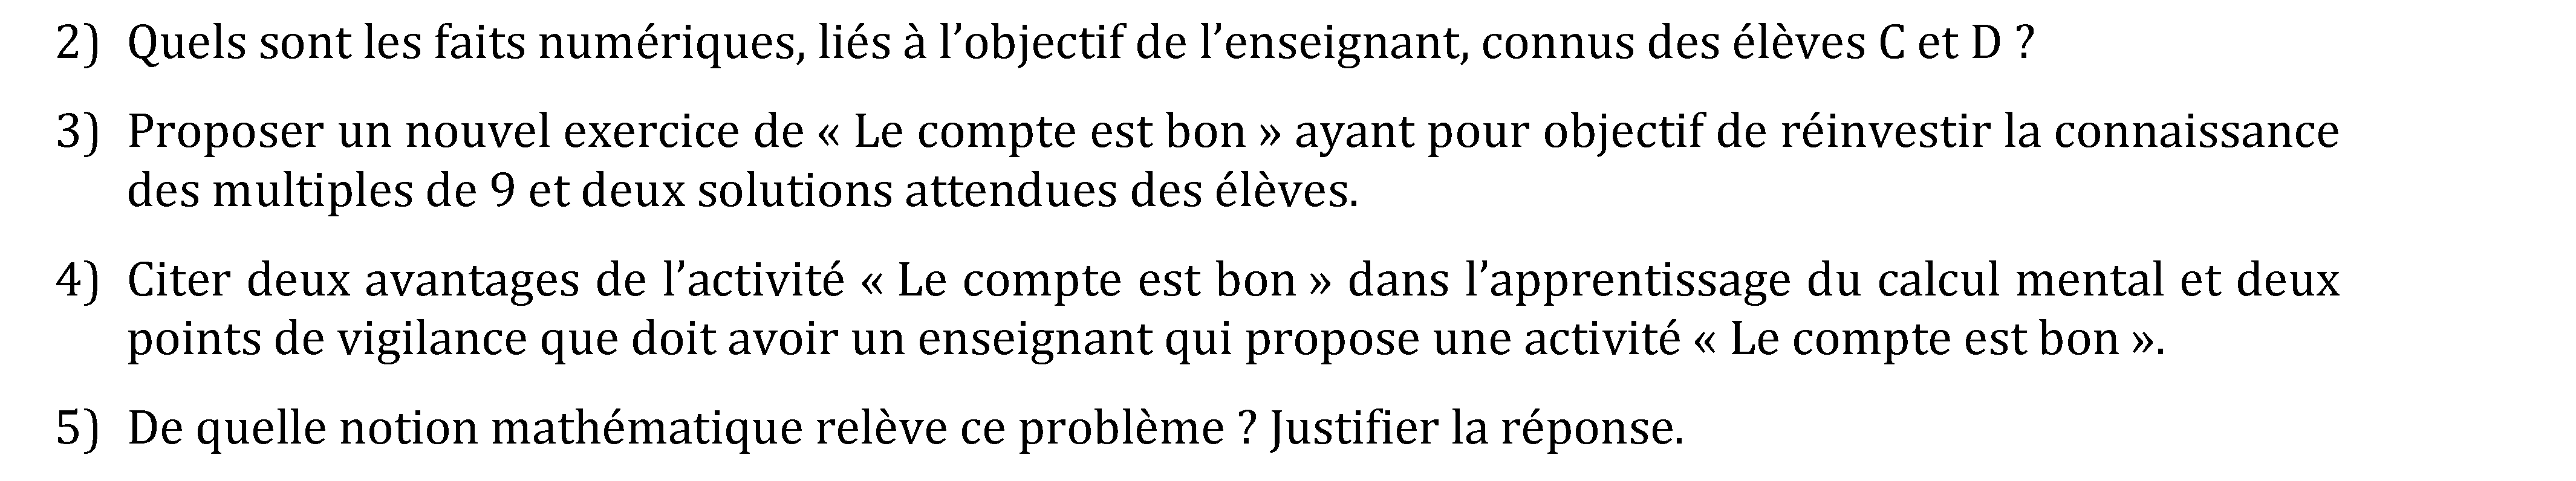 2) Quels sont les faits numériques, liés à l’objectif de l’enseignant, connus des élèves C et D ?
3) Proposer un nouvel exercice de « Le compte est bon » ayant pour objectif de réinvestir la connaissance
des multiples de 9 et deux solutions attendues des élèves.
4) Citer deux avantages de l’activité « Le compte est bon » dans l’apprentissage du calcul mental et deux
points de vigilance que doit avoir un enseignant qui propose une activité « Le compte est bon ».
5) De quelle notion mathématique relève ce problème ? Justifier la réponse.